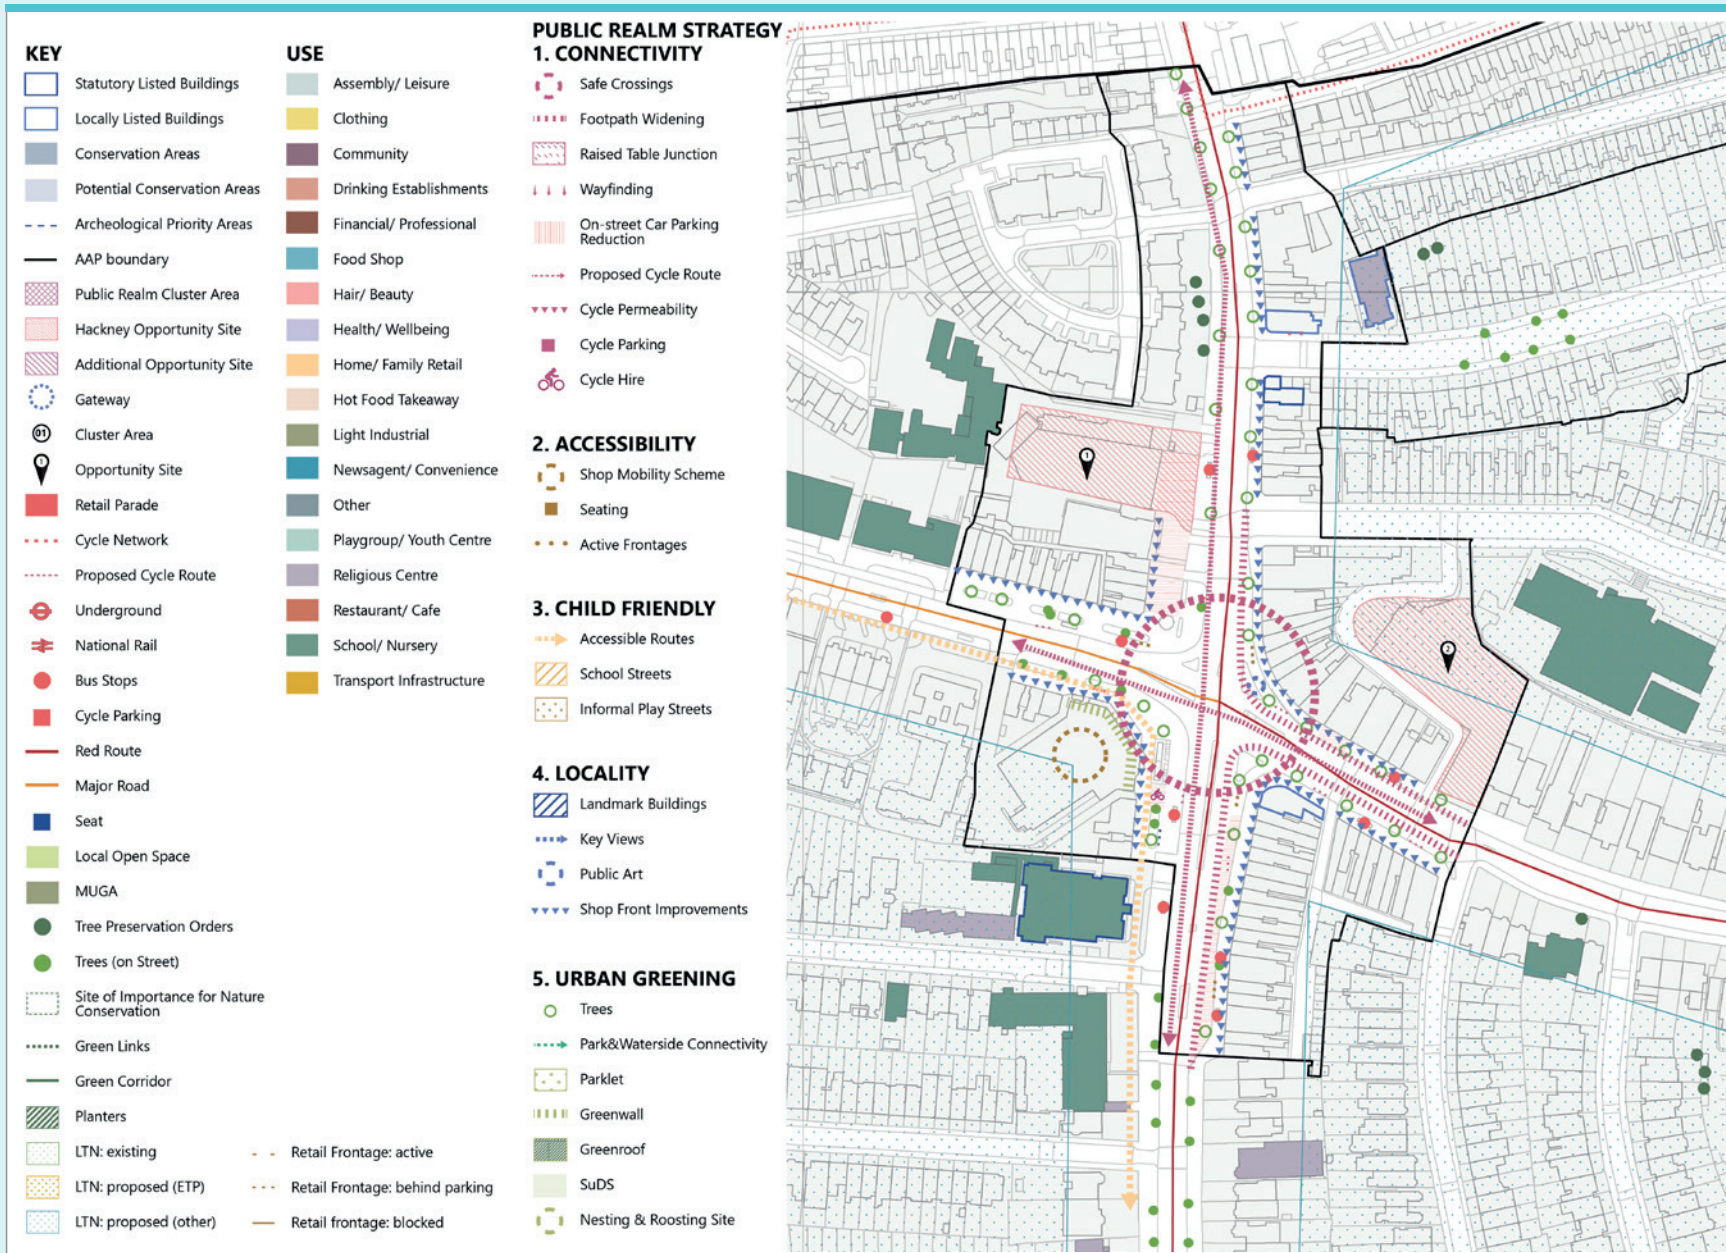 KEY
Statutory Listed Buildings
Locally Listed Buildings
Conservation Areas
Potential Conservation Areas
Archeological Priority Areas
AAP boundary
Public Realm Cluster Area
Hackney Opportunity Site
Additional Opportunity Site
Gateway
01
Cluster Area
1
Opportunity Site
Retail Parade
Cycle Network
Proposed Cycle Route
Underground
National Rail
Bus Stops
Cycle Parking
Red Route
Major Road
Seat
Local Open Space
MUGA
Tree Preservation Orders
Trees (on Street)
Site of Importance for Nature
Conservation
Green Links
Green Corridor
Planters
LTN: existing
LTN: proposed (ETP)
LTN: proposed (other)
Retail Frontage: active
Retail Frontage: behind parking
Retail frontage: blocked
USE
Assembly/ Leisure
Clothing
Community
Drinking Establishments
Financial/ Professional
Food Shop
Hair/ Beauty
Health/ Wellbeing
Home/ Family Retail
Hot Food Takeaway
Light Industrial
Newsagent/ Convenience
Other
Playgroup/ Youth Centre
Religious Centre
Restaurant/ Cafe
School/ Nursery
Transport Infrastructure
PUBLIC REALM STRATEGY
1. CONNECTIVITY
Safe Crossings
Footpath Widening
Raised Table Junction
Wayfinding
On-street Car Parking
Reduction
Proposed Cycle Route
Cycle Permeability
Cycle Parking
Cycle Hire
2. ACCESSIBILITY
Shop Mobility Scheme
Seating
Active Frontages
3. CHILD FRIENDLY
Accessible Routes
School Streets
Informal Play Streets
4. LOCALITY
Landmark Buildings
Key Views
Public Art
Shop Front Improvements
5. URBAN GREENING
Trees
Park&Waterside Connectivity
Parklet
Greenwall
Greenroof
SuDS
Nesting & Roosting Site
1
2